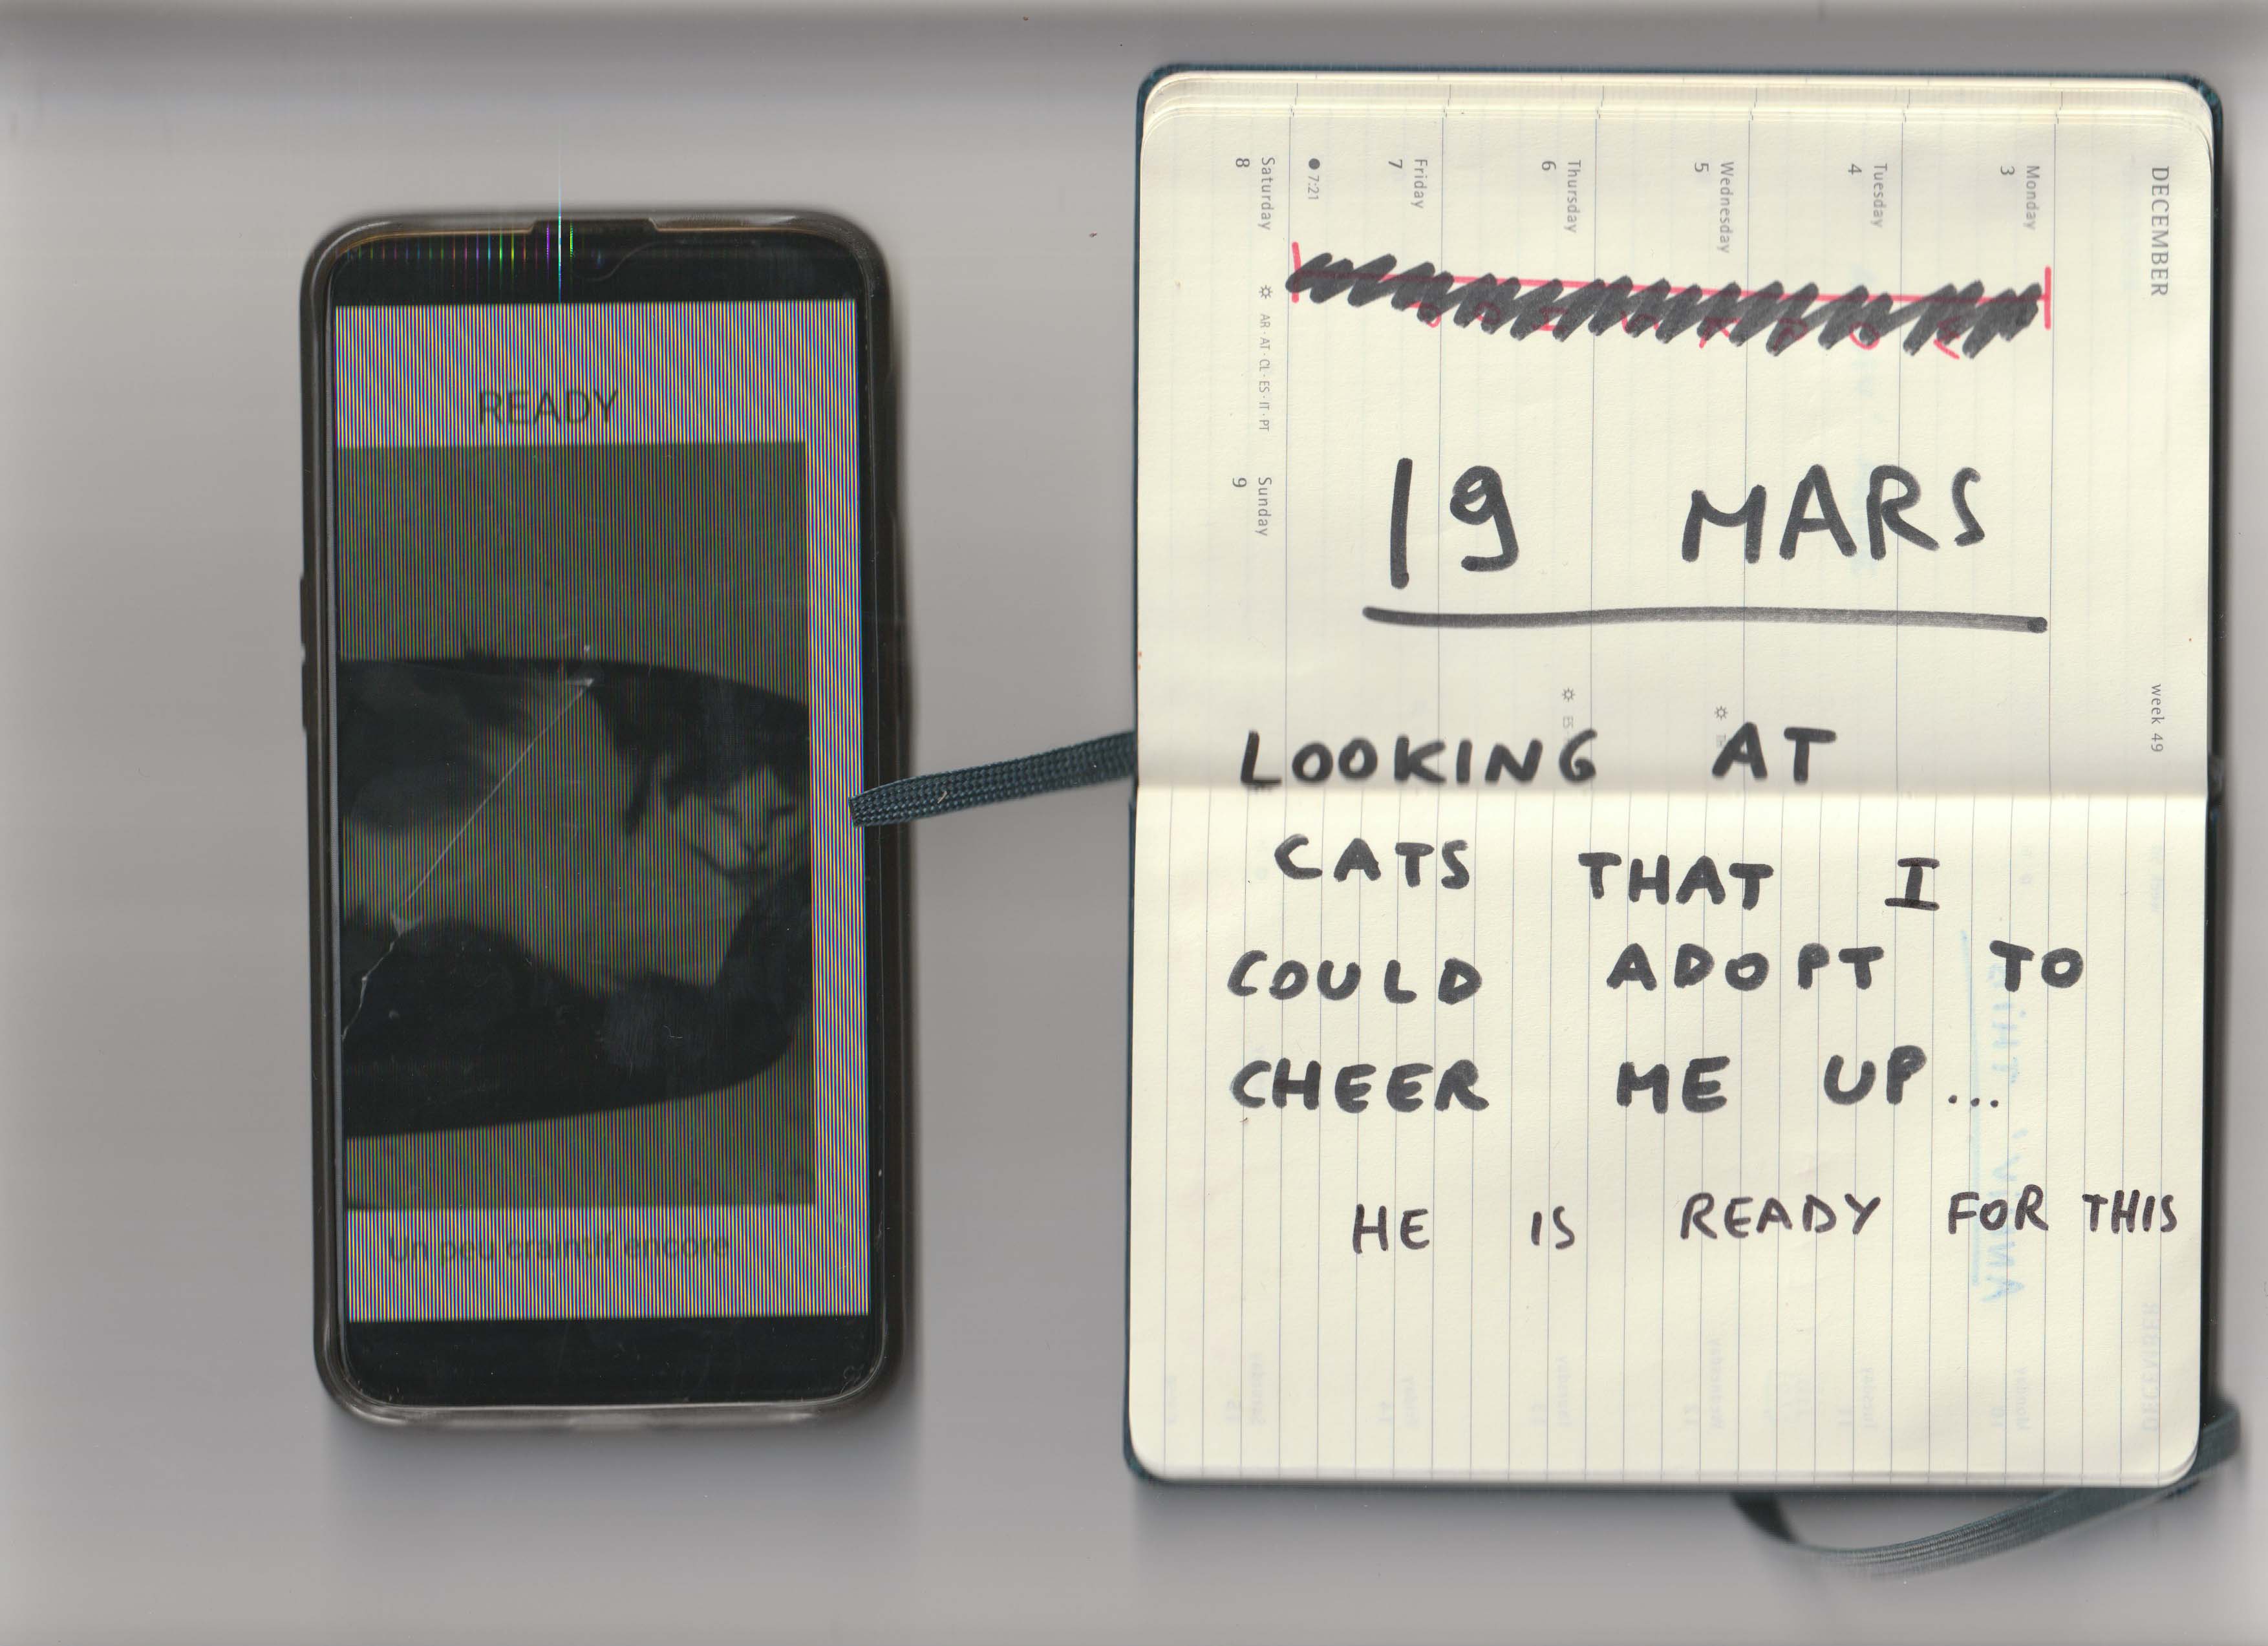 READY
Un peu craintif encore
DECEMBER
week 49
Monday
3
Tuesday
4
Wednesday
5
Thursday
6
Friday
7
7:21
Saturday
8
AR · AT · CL · ES · IT · PT
Sunday
9
19 MARS
LOOKING AT
CATS THAT I
COULD ADOPT TO
CHEER ME UP...
HE IS READY FOR THIS